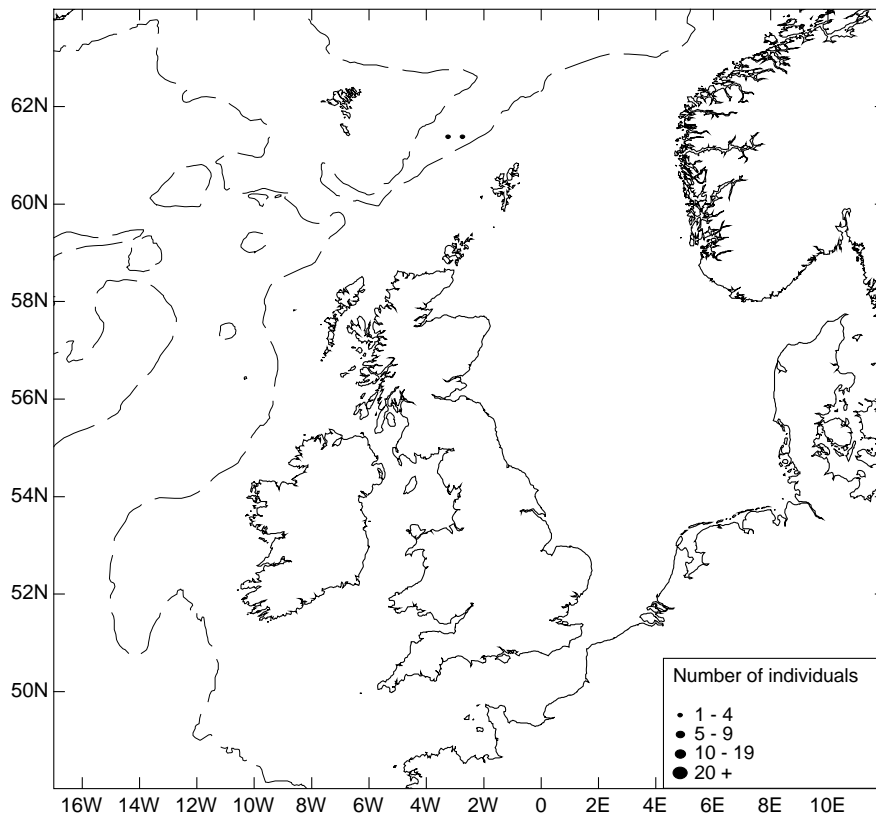 62N
60N
58N
56N
54N
52N
50N
Number of individuals
1 - 4
5 - 9
10 - 19
20 +
16W 14W 12W 10W 8W 6W 4W 2W 0 2E 4E 6E 8E 10E